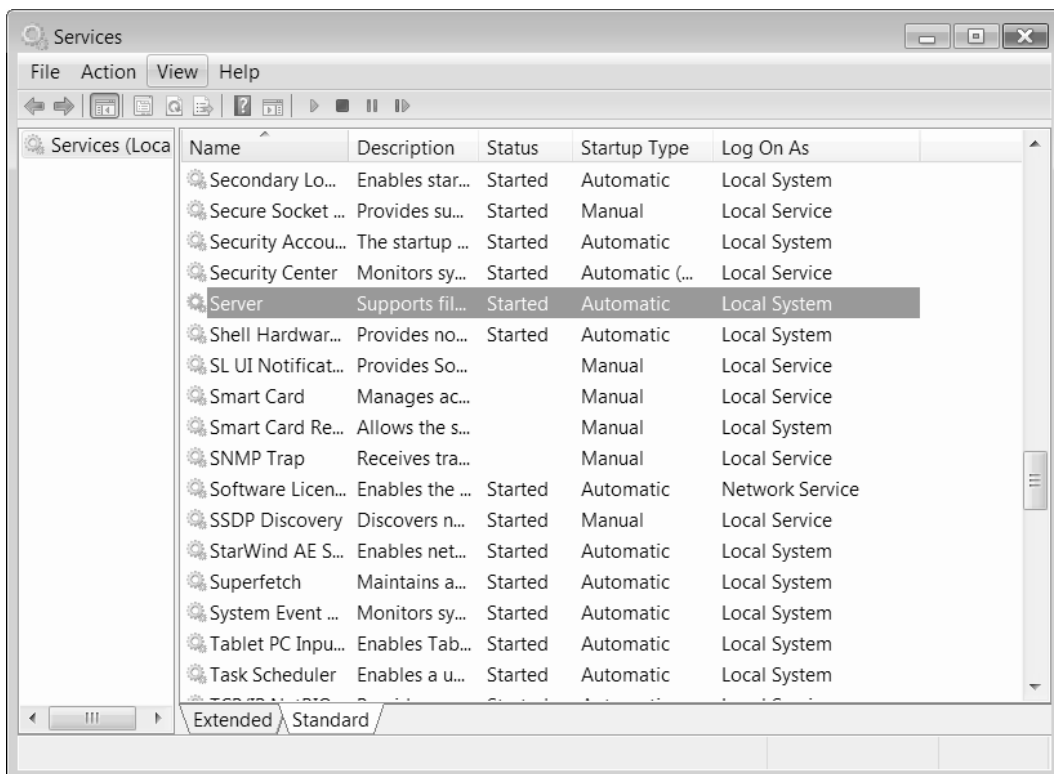 Services
File Action View Help
Services (Loca
Name Description Status Startup Type Log On As
Secondary Lo... Enables star... Started Automatic Local System
Secure Socket ... Provides su... Started Manual Local Service
Security Accou... The startup ... Started Automatic Local System
Security Center Monitors sy... Started Automatic (... Local Service
Server Supports fil... Started Automatic Local System
Shell Hardwar... Provides no... Started Automatic Local System
SL UI Notificat... Provides So... Manual Local Service
Smart Card Manages ac... Manual Local Service
Smart Card Re... Allows the s... Manual Local System
SNMP Trap Receives tra... Manual Local Service
Software Licen... Enables the ... Started Automatic Network Service
SSDP Discovery Discovers n... Started Manual Local Service
StarWind AE S... Enables net... Started Automatic Local System
Superfetch Maintains a... Started Automatic Local System
System Event ... Monitors sy... Started Automatic Local System
Tablet PC Inpu... Enables Tab... Started Automatic Local System
Task Scheduler Enables a u... Started Automatic Local System
Extended Standard